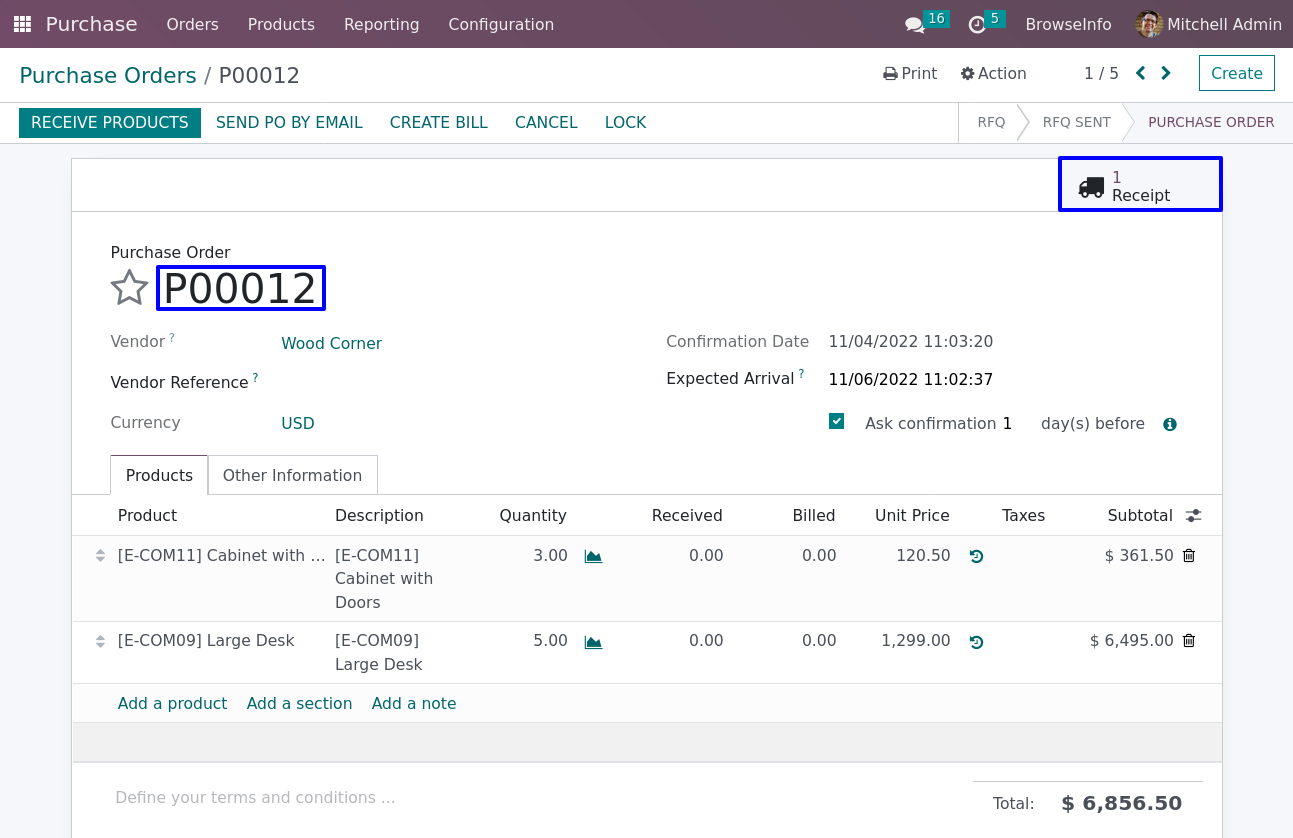 Purchase Orders Products Reporting Configuration 16 5 BrowseInfo Mitchell Admin
Purchase Orders / P00012 Print Action 1 / 5 Create
RECEIVE PRODUCTS SEND PO BY EMAIL CREATE BILL CANCEL LOCK RFQ RFQ SENT PURCHASE ORDER
1
Receipt
Purchase Order
P00012
Vendor ? Wood Corner Confirmation Date 11/04/2022 11:03:20
Vendor Reference ? Expected Arrival ? 11/06/2022 11:02:37
Currency USD Ask confirmation 1 day(s) before
Products Other Information
Product Description Quantity Received Billed Unit Price Taxes Subtotal
[E-COM11] Cabinet with ... [E-COM11] 3.00 0.00 0.00 120.50 $ 361.50
Cabinet with
Doors
[E-COM09] Large Desk [E-COM09] 5.00 0.00 0.00 1,299.00 $ 6,495.00
Large Desk
Add a product Add a section Add a note
Define your terms and conditions ... Total: $ 6,856.50